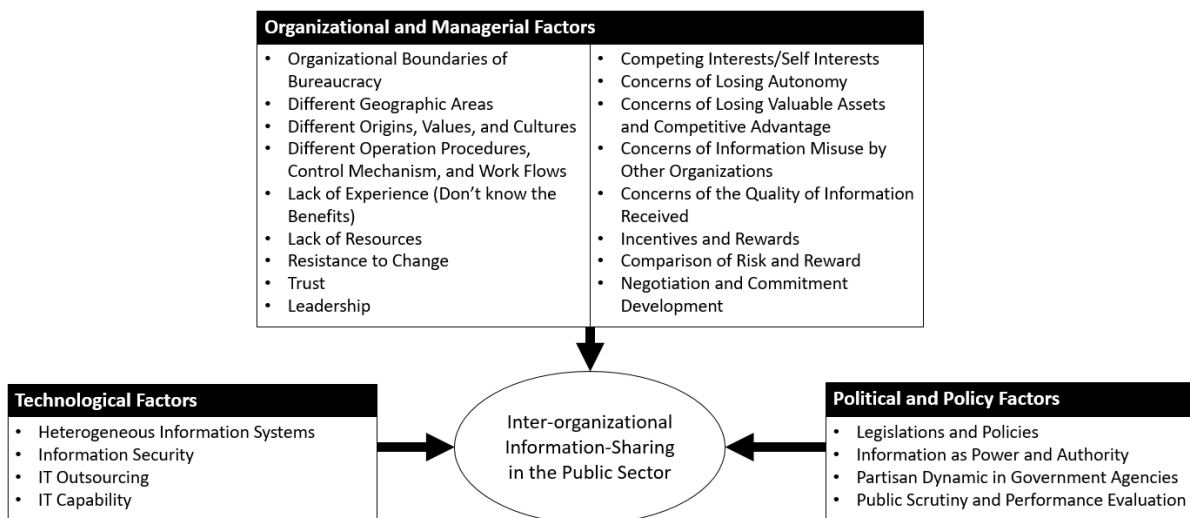 Organizational and Managerial Factors
• Organizational Boundaries of
Bureaucracy
• Different Geographic Areas
• Different Origins, Values, and Cultures
• Different Operation Procedures,
Control Mechanism, and Work Flows
• Lack of Experience (Don’t know the
Benefits)
• Lack of Resources
• Resistance to Change
• Trust
• Leadership
• Competing Interests/Self Interests
• Concerns of Losing Autonomy
• Concerns of Losing Valuable Assets
and Competitive Advantage
• Concerns of Information Misuse by
Other Organizations
• Concerns of the Quality of Information
Received
• Incentives and Rewards
• Comparison of Risk and Reward
• Negotiation and Commitment
Development
Technological Factors
• Heterogeneous Information Systems
• Information Security
• IT Outsourcing
• IT Capability
Inter-organizational
Information-Sharing
in the Public Sector
Political and Policy Factors
• Legislations and Policies
• Information as Power and Authority
• Partisan Dynamic in Government Agencies
• Public Scrutiny and Performance Evaluation